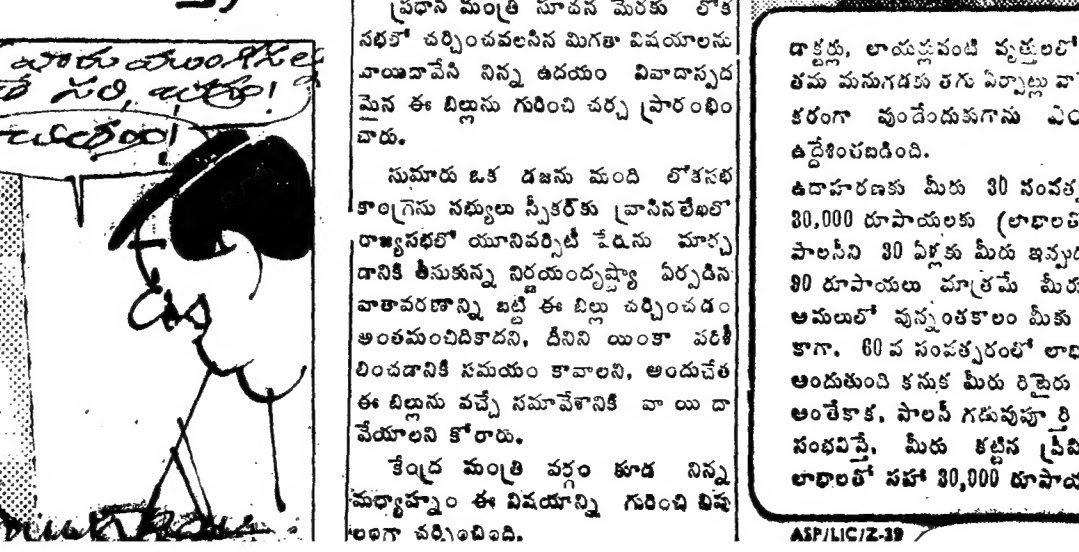 ప్రధాన మంత్రి సూచన మేరకు లోక
సభలో చర్చించవలసిన మిగతా విషయాలను
వాయిదావేసి నిన్న ఉదయం వివాదాస్పద
మైన ఈ బిల్లును గురించి చర్చ ప్రారంభిం
చారు.
సుమారు ఒక డజను మంది లోకసభ
కాంగ్రెసు సభ్యులు స్పీకర్‌కు వ్రాసినలేఖలో
రాజ్యసభలో యూనివర్సిటీ పేరును మార్చ
డానికి తీసుకున్న నిర్ణయందృష్ట్యా ఏర్పడిన
వాతావరణాన్ని బట్టి ఈ బిల్లు చర్చించడం
అంతమంచిదికాదని, దీనిని యింకా పరిశీ
లించడానికి సమయం కావాలని, అందుచేత
ఈ బిల్లును వచ్చే సమావేశానికి వా యి దా
వేయాలని కోరారు.
కేంద్ర మంత్రి వర్గం కూడ నిన్న
మధ్యాహ్నం ఈ విషయాన్ని గురించి విపు
లంగా చర్చించింది.
డాక్టర్లు, లాయర్లవంటి వృత్తులలో
తమ మనుగడకు తగు ఏర్పాట్లు
కరంగా వుండేందుకుగాను
ఉద్దేశించబడింది.
ఉదాహరణకు మీరు 30
30,000 రూపాయలకు
పాలసీని 30 ఏళ్లకు మీరు
90 రూపాయలు మాత్రమే
అమలులో వున్నంతకాలం మీకు
కాగా. 60 వ సంవత్సరంలో
అందుతుంది కనుక మీరు రిటైరు
అంతేకాక, పాలసీ గడువుపూర్తి
సంభవిస్తే, మీరు కట్టిన
లాభాలతో సహా 30,000
ASP/LIC/Z-39